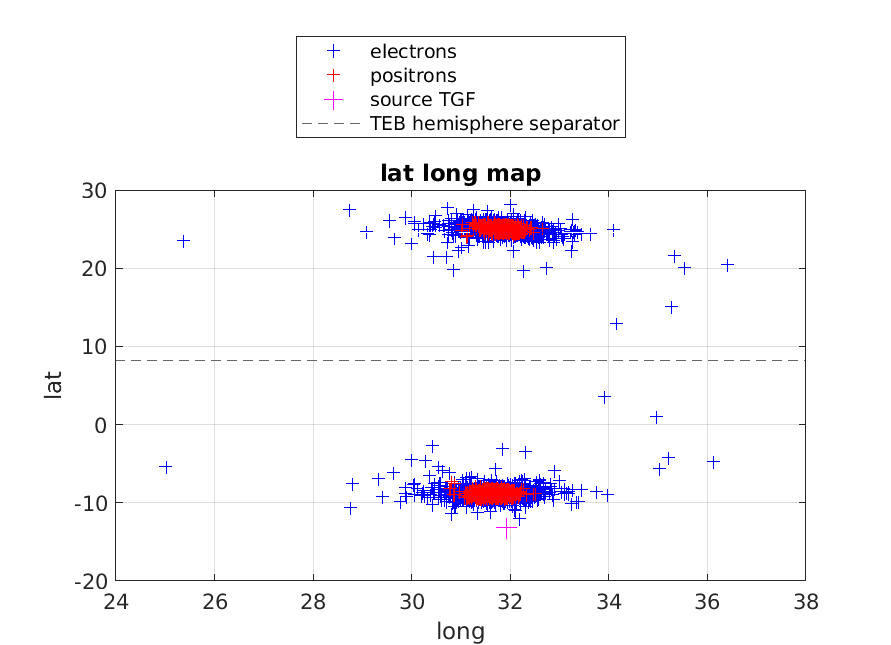 electrons
positrons
source TGF
TEB hemisphere separator
lat long map
30
20
10
0
-10
-20
lat
24 26 28 30 32 34 36 38
long